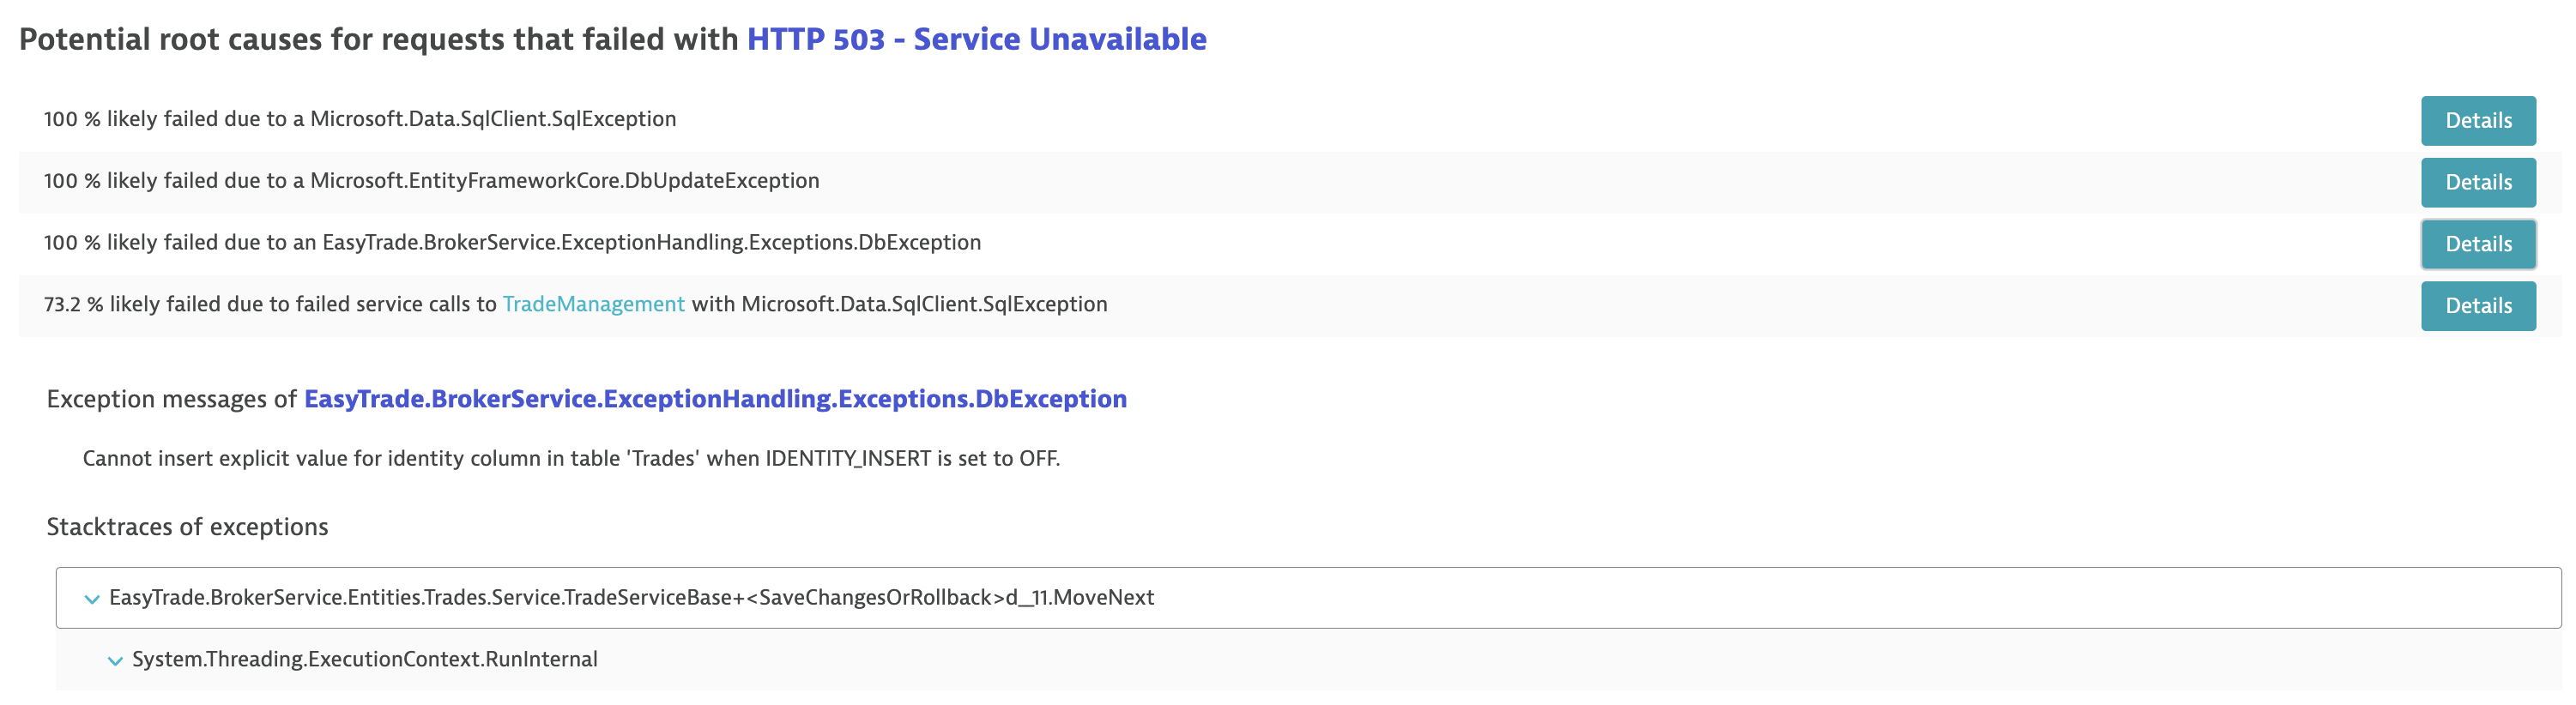 Potential root causes for requests that failed with HTTP 503 - Service Unavailable
100 % likely failed due to a Microsoft.Data.SqlClient.SqlException
Details
100 % likely failed due to a Microsoft.EntityFrameworkCore.DbUpdateException
Details
100 % likely failed due to an EasyTrade.BrokerService.ExceptionHandling.Exceptions.DbException
Details
73.2 % likely failed due to failed service calls to TradeManagement with Microsoft.Data.SqlClient.SqlException
Details
Exception messages of EasyTrade.BrokerService.ExceptionHandling.Exceptions.DbException
Cannot insert explicit value for identity column in table 'Trades' when IDENTITY_INSERT is set to OFF.
Stacktraces of exceptions
EasyTrade.BrokerService.Entities.Trades.Service.TradeServiceBase+<SaveChangesOrRollback>d__11.MoveNext
System.Threading.ExecutionContext.RunInternal